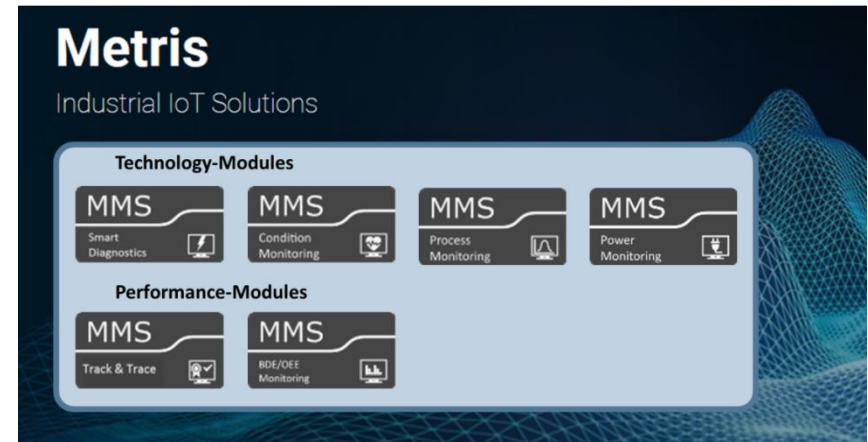 Metris
Industrial IoT Solutions
Technology-Modules
MMS
Smart
Diagnostics
MMS
Condition
Monitoring
MMS
Process
Monitoring
MMS
Power
Monitoring
Performance-Modules
MMS
Track & Trace
MMS
BDE/OEE
Monitoring